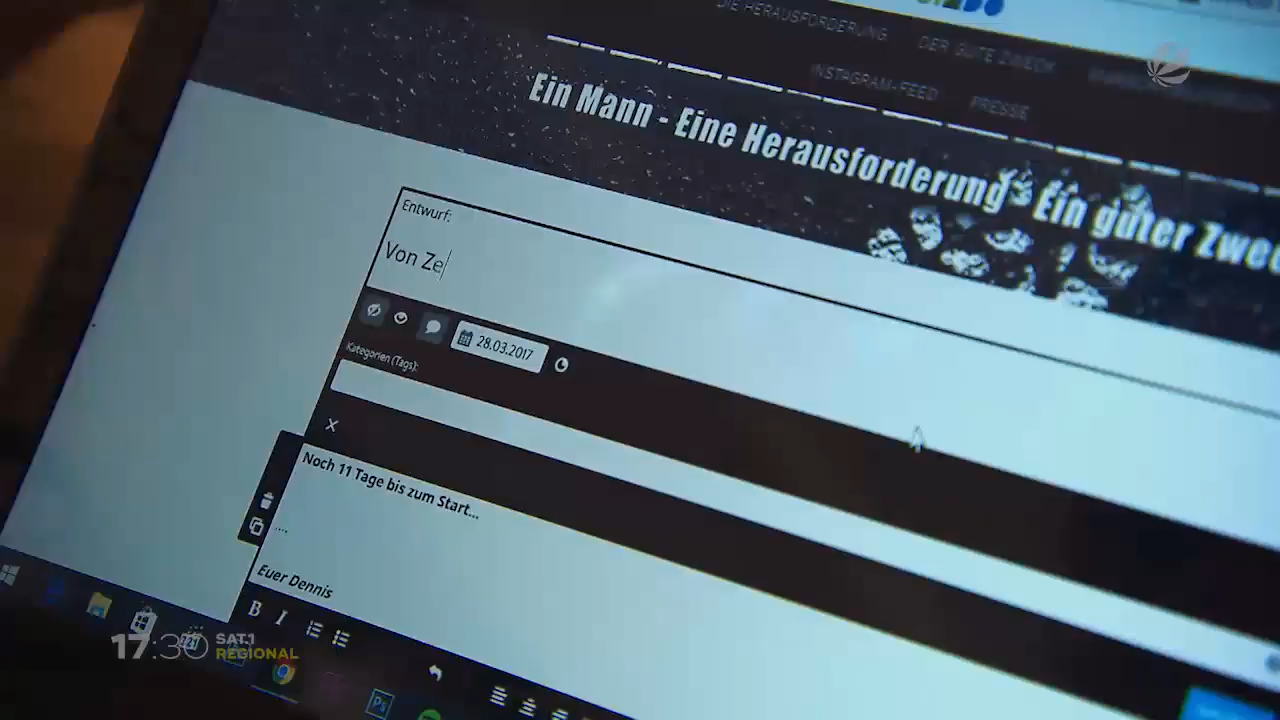 DIE HERAUSFORDERUNG
DER GUTE ZWECK
INSTAGRAM-FEED
PRESSE
Ein Mann - Eine Herausforderung - Ein guter Zwec
Entwurf:
Von Ze
28.03.2017
Kategorien (Tags):
Noch 11 Tage bis zum Start...
....
Euer Dennis
B I
Ps
17:30 SAT.1
REGIONAL